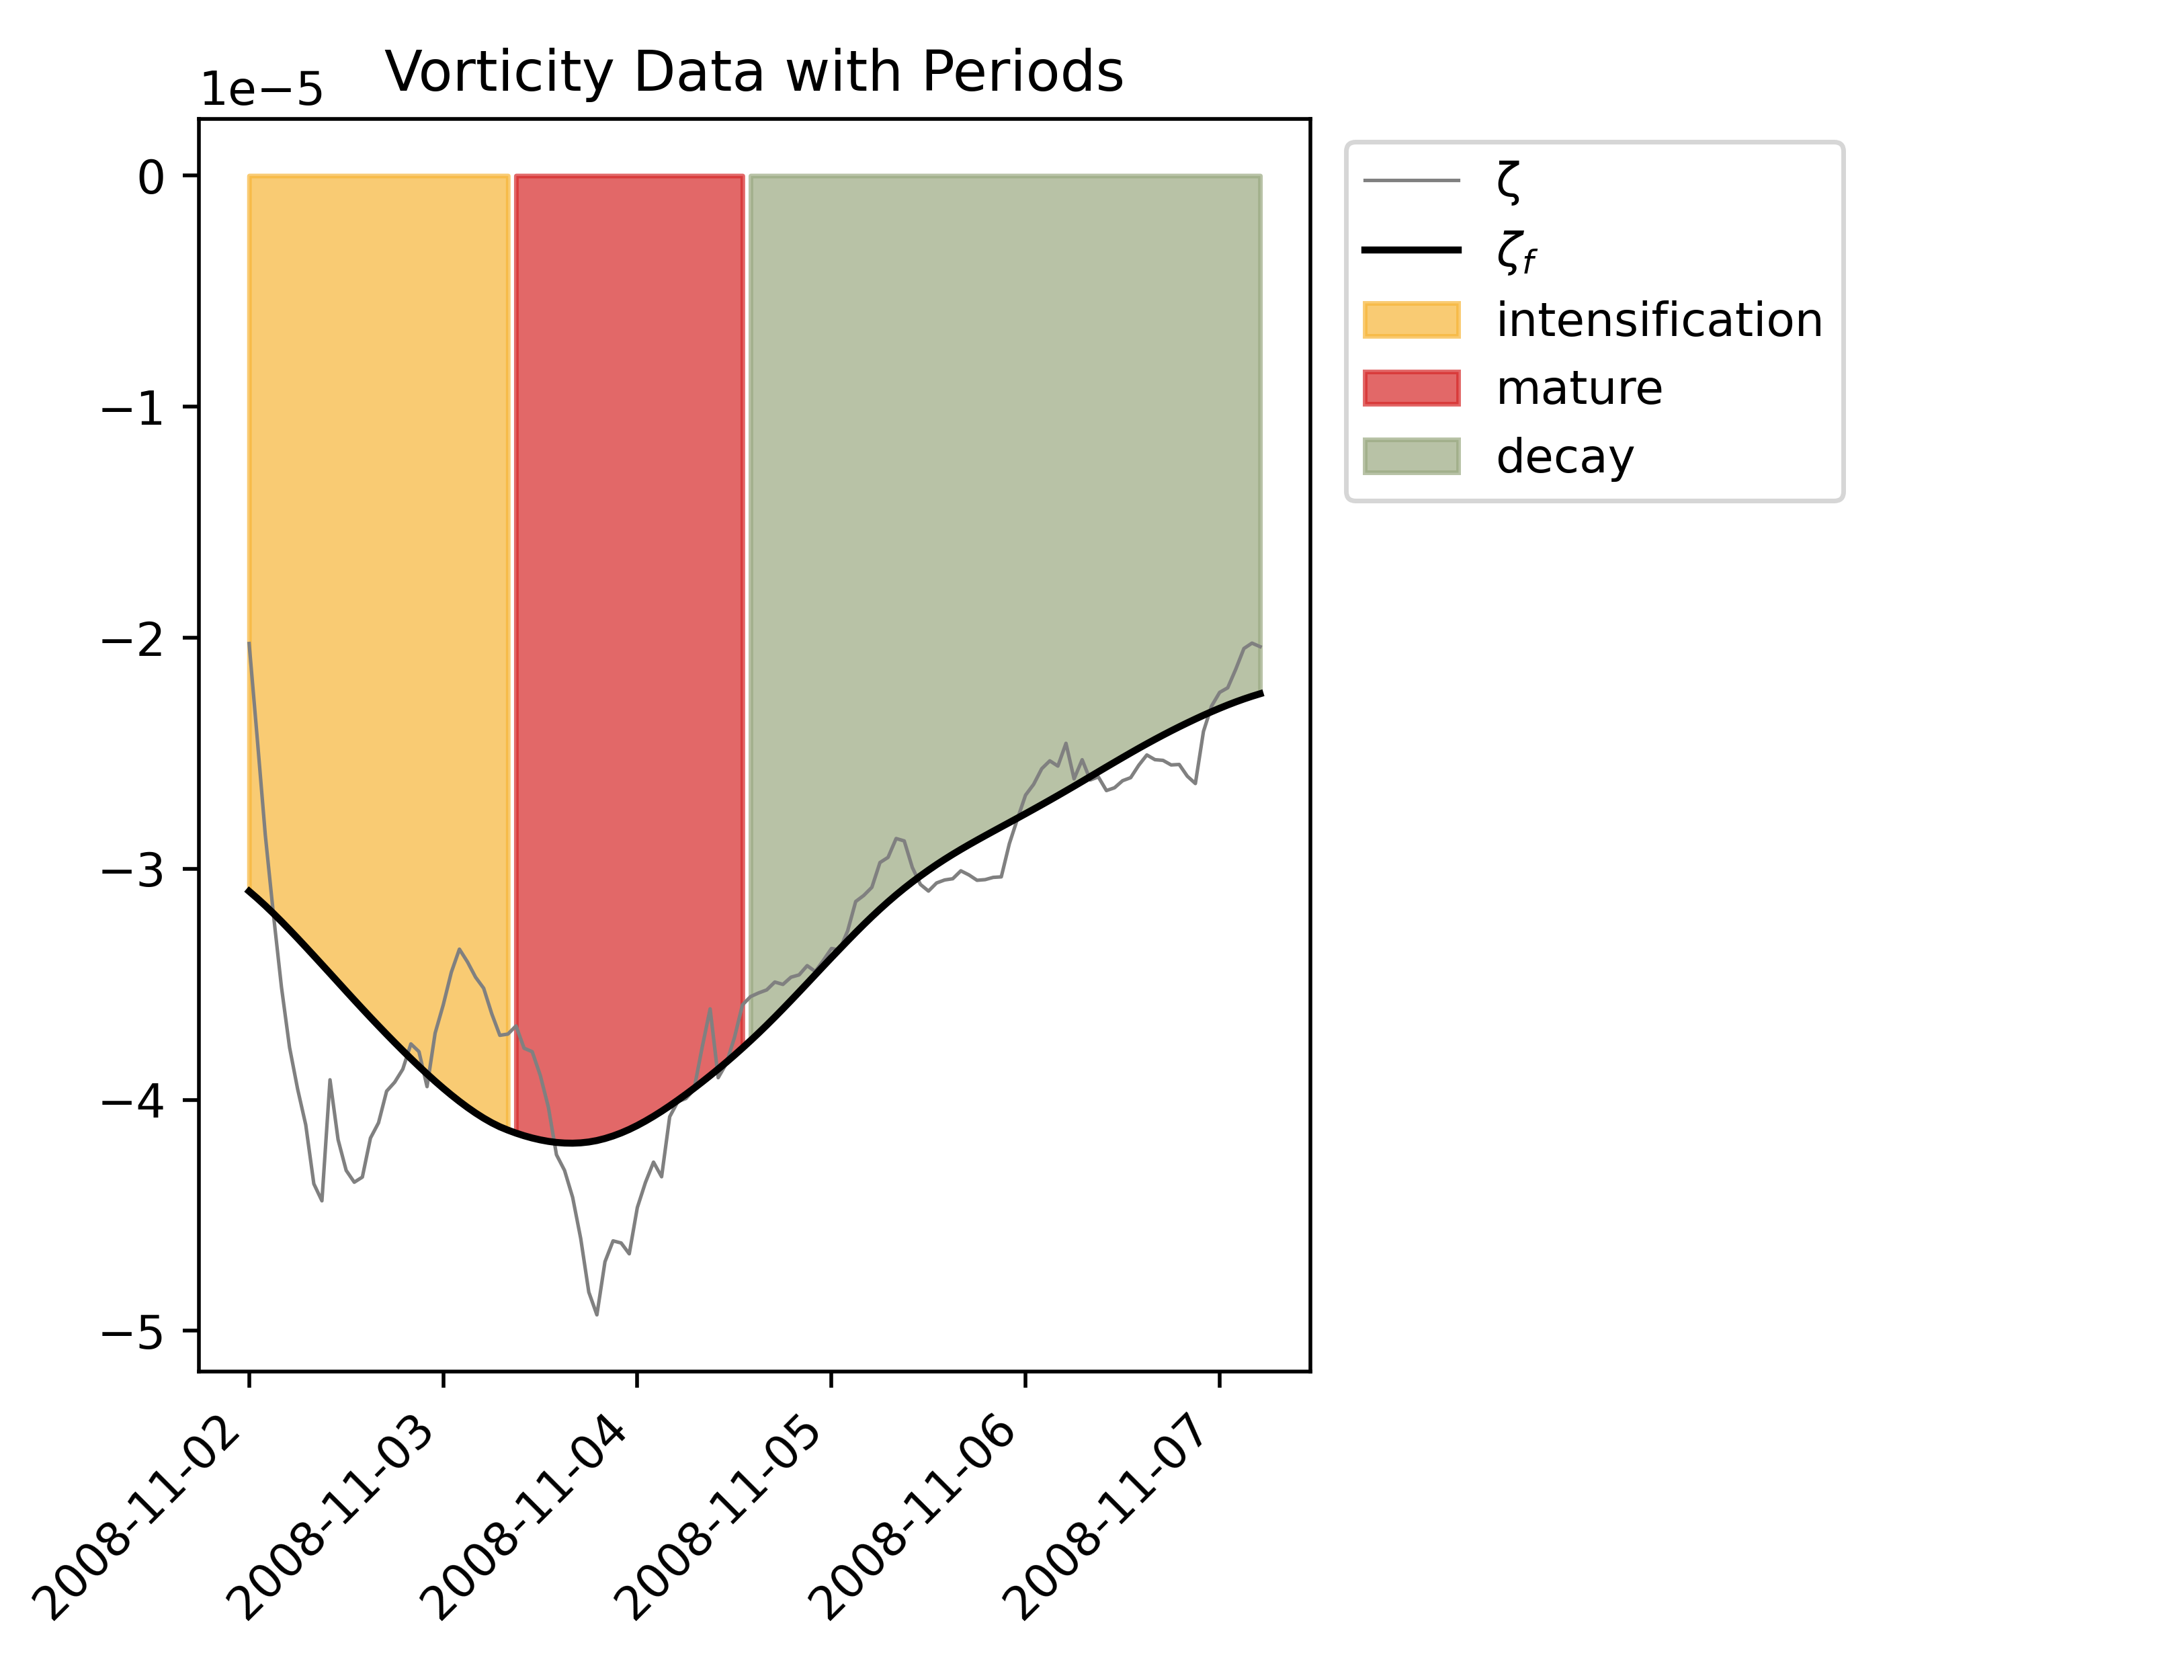 Vorticity Data with Periods
1e−5
0
−1
−2
−3
−4
−5
2008-11-02
2008-11-03
2008-11-04
2008-11-05
2008-11-06
2008-11-07
ζ
ζf
intensification
mature
decay